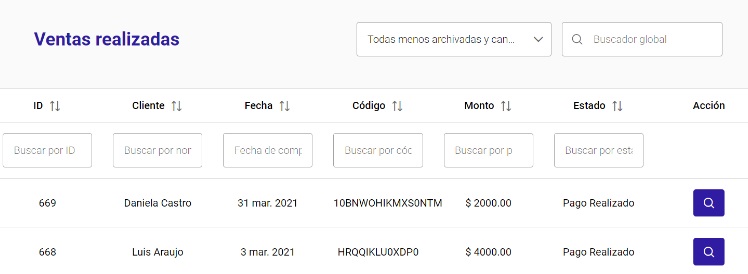 Ventas realizadas
Todas menos archivadas y can...
Buscador global
ID Cliente Fecha Código Monto Estado Acción
Buscar por ID Buscar por nor Fecha de comp Buscar por cóc Buscar por p Buscar por esta
669 Daniela Castro 31 mar. 2021 10BNWOHIKMXS0NTM $ 2000.00 Pago Realizado
668 Luis Araujo 3 mar. 2021 HRQQIKLU0XDP0 $ 4000.00 Pago Realizado